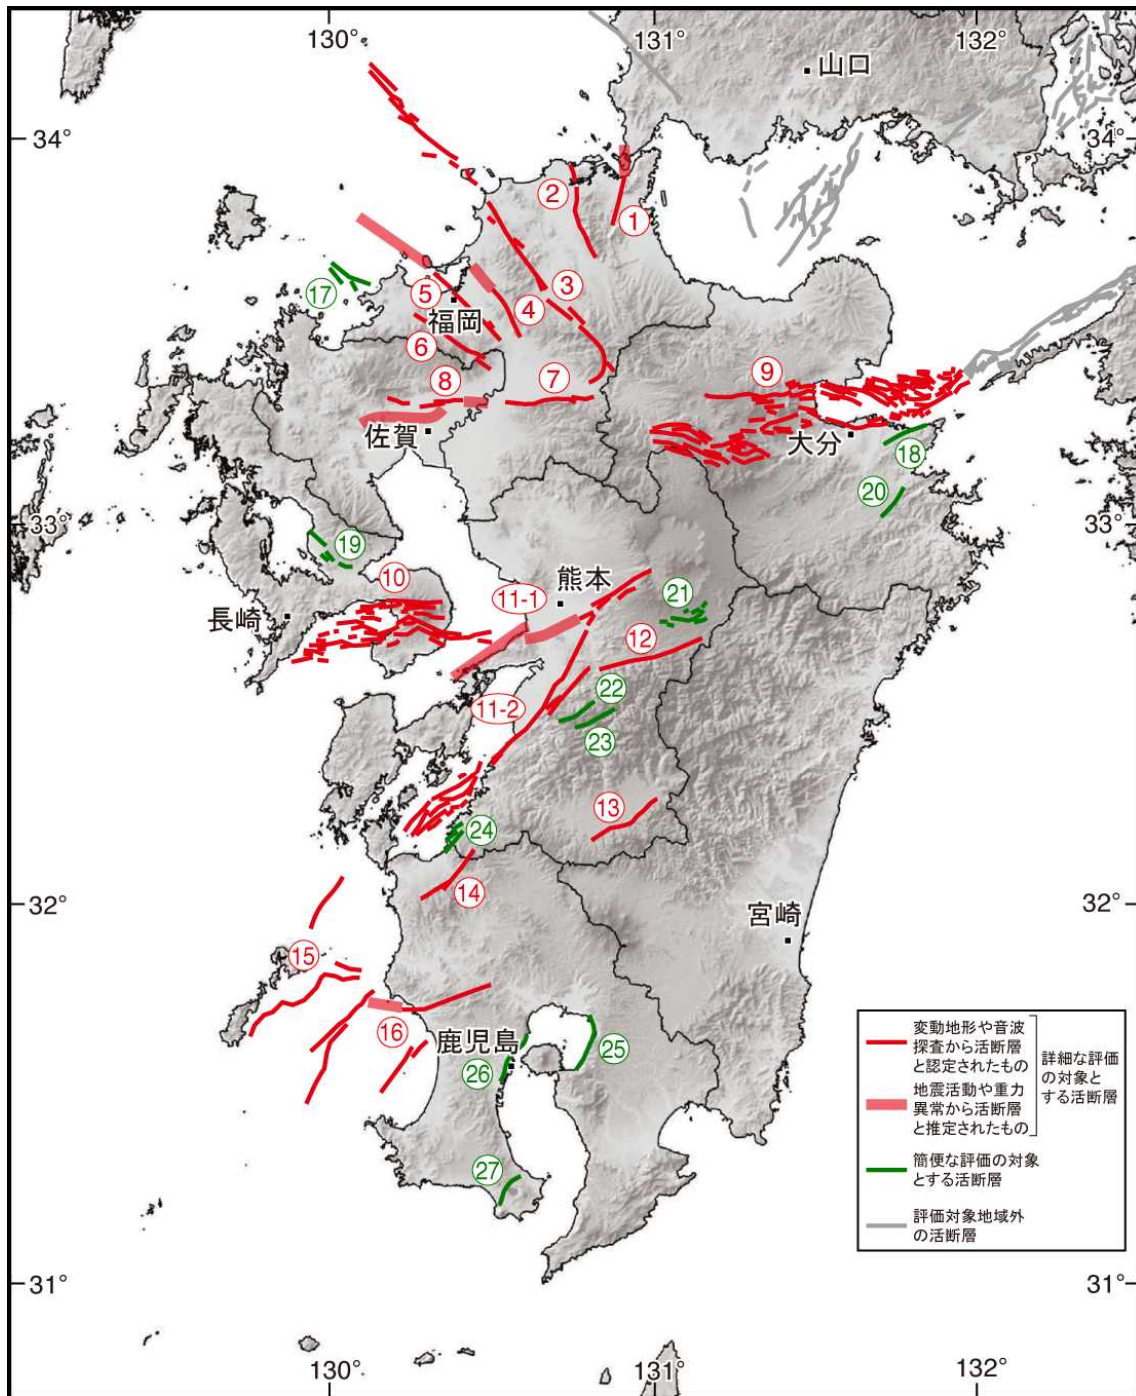 130°
131°
132°
山口
34°
34°
②
①
⑰
⑤
③
福岡
④
⑥
⑧
⑦
⑨
佐賀
大分
⑱
⑳
33°
33°
⑲
⑩
熊本
11-1
㉑
長崎
⑫
11-2
㉒
㉓
⑬
㉔
⑭
32°
32°
宮崎
⑮
⑯
鹿児島
㉕
㉖
㉗
変動地形や音波
探査から活断層
と認定されたもの
地震活動や重力
異常から活断層
と推定されたもの
詳細な評価
の対象と
する活断層
簡便な評価の対象
とする活断層
評価対象地域外
の活断層
31°
31°
130°
131°
132°